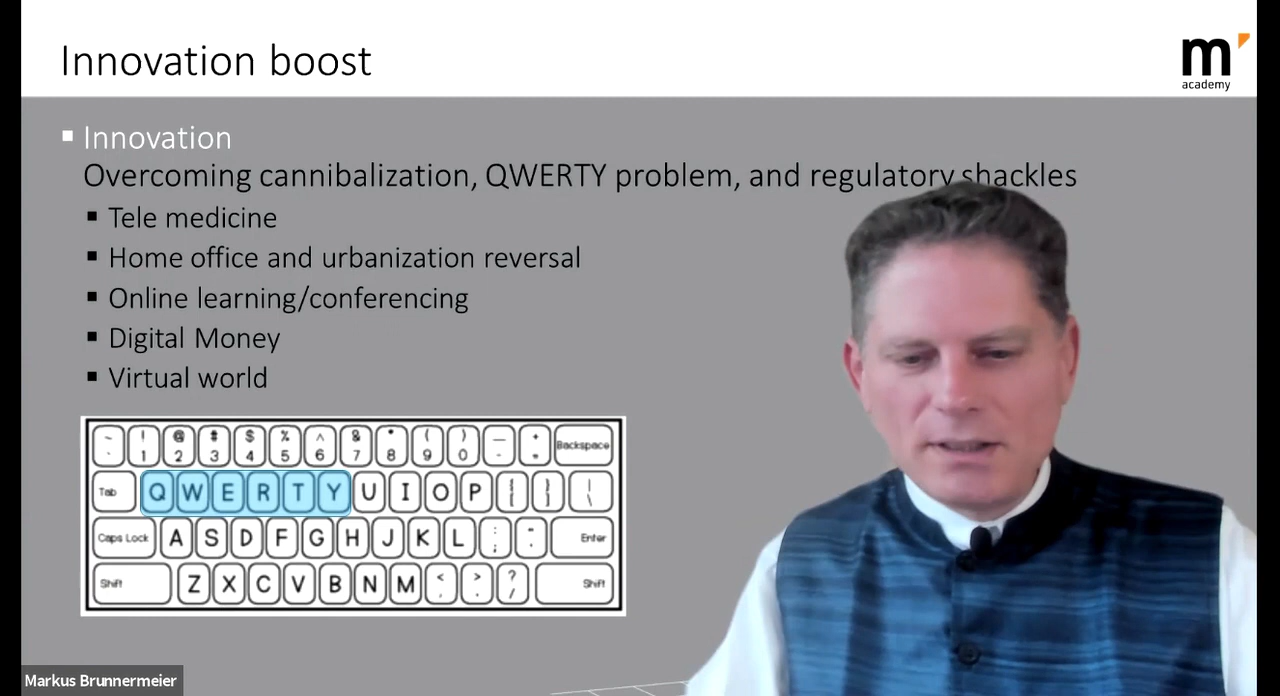 Innovation boost
m'
academy
Innovation
Overcoming cannibalization, QWERTY problem, and regulatory shackles
Tele medicine
Home office and urbanization reversal
Online learning/conferencing
Digital Money
Virtual world
~ ! @ # $ % ^ & * ( ) — +
` 1 2 3 4 5 6 7 8 9 0 - = Backspace
Tab Q W E R T Y U I O P { } | \
Caps Lock A S D F G H J K L : ; " Enter
Shift Z X C V B N M < , > . ? / Shift
Markus Brunnermeier